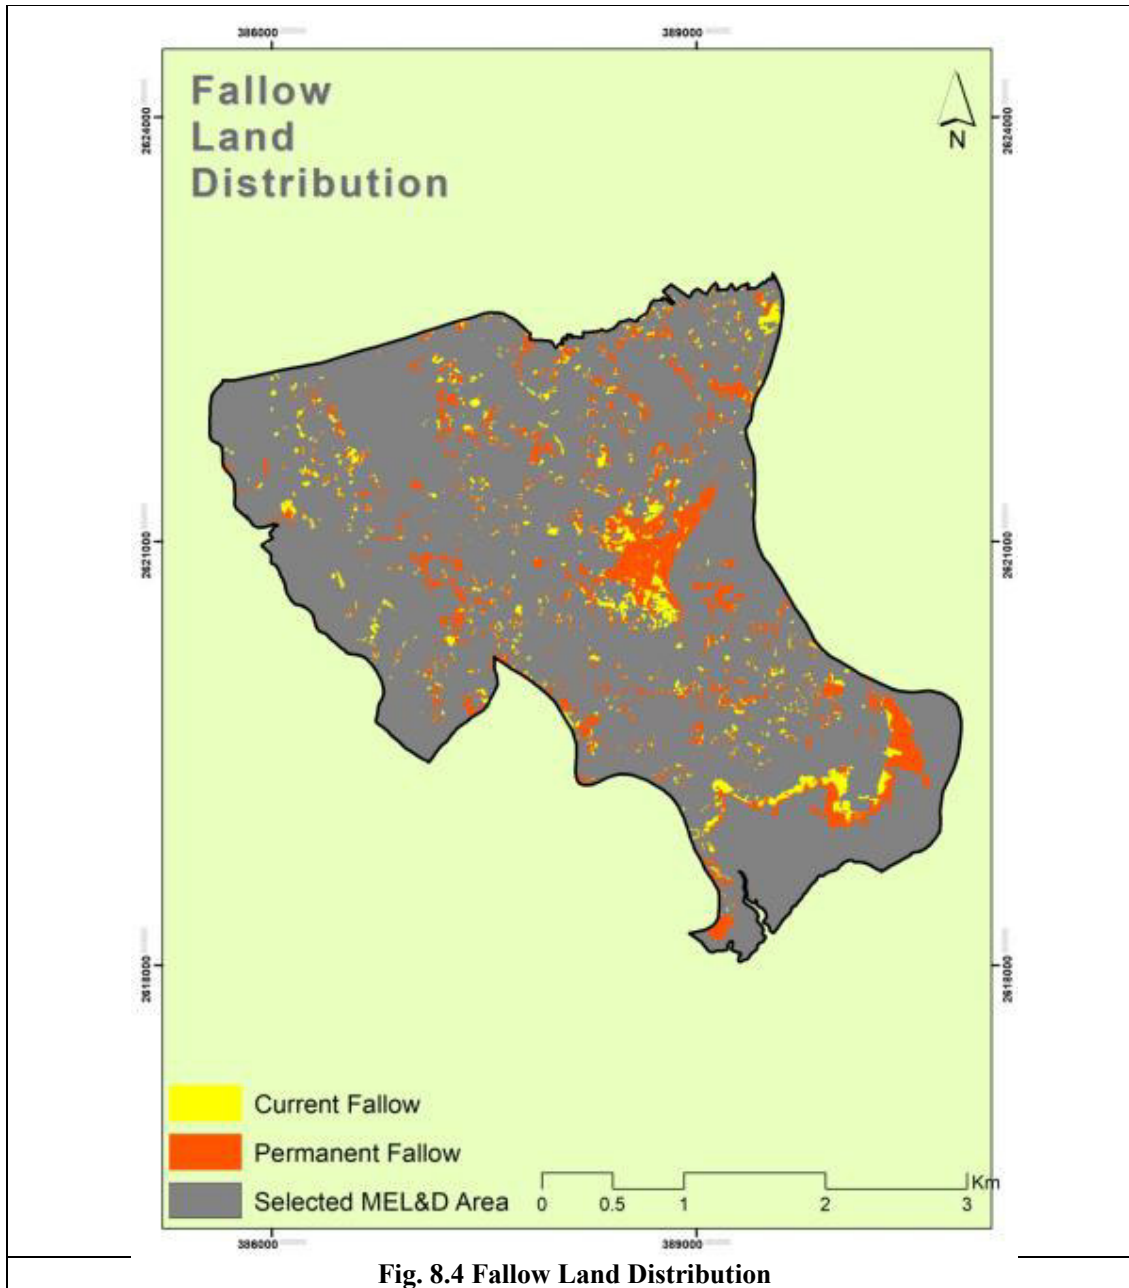 386000
389000
Fallow
Land
Distribution
N
2624000
2624000
2621000
2621000
2618000
2618000
Current Fallow
Permanent Fallow
Selected MEL&D Area
Km
0 0.5 1 2 3
386000
389000
Fig. 8.4 Fallow Land Distribution